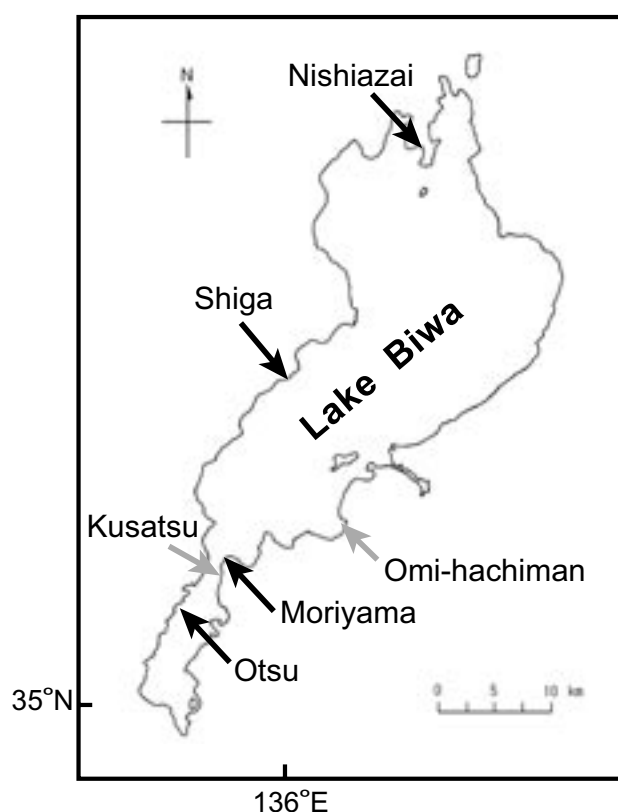 N
Nishiazai
Shiga
Lake Biwa
Kusatsu
Omi-hachiman
Moriyama
Otsu
35°N
0 5 10 km
136°E